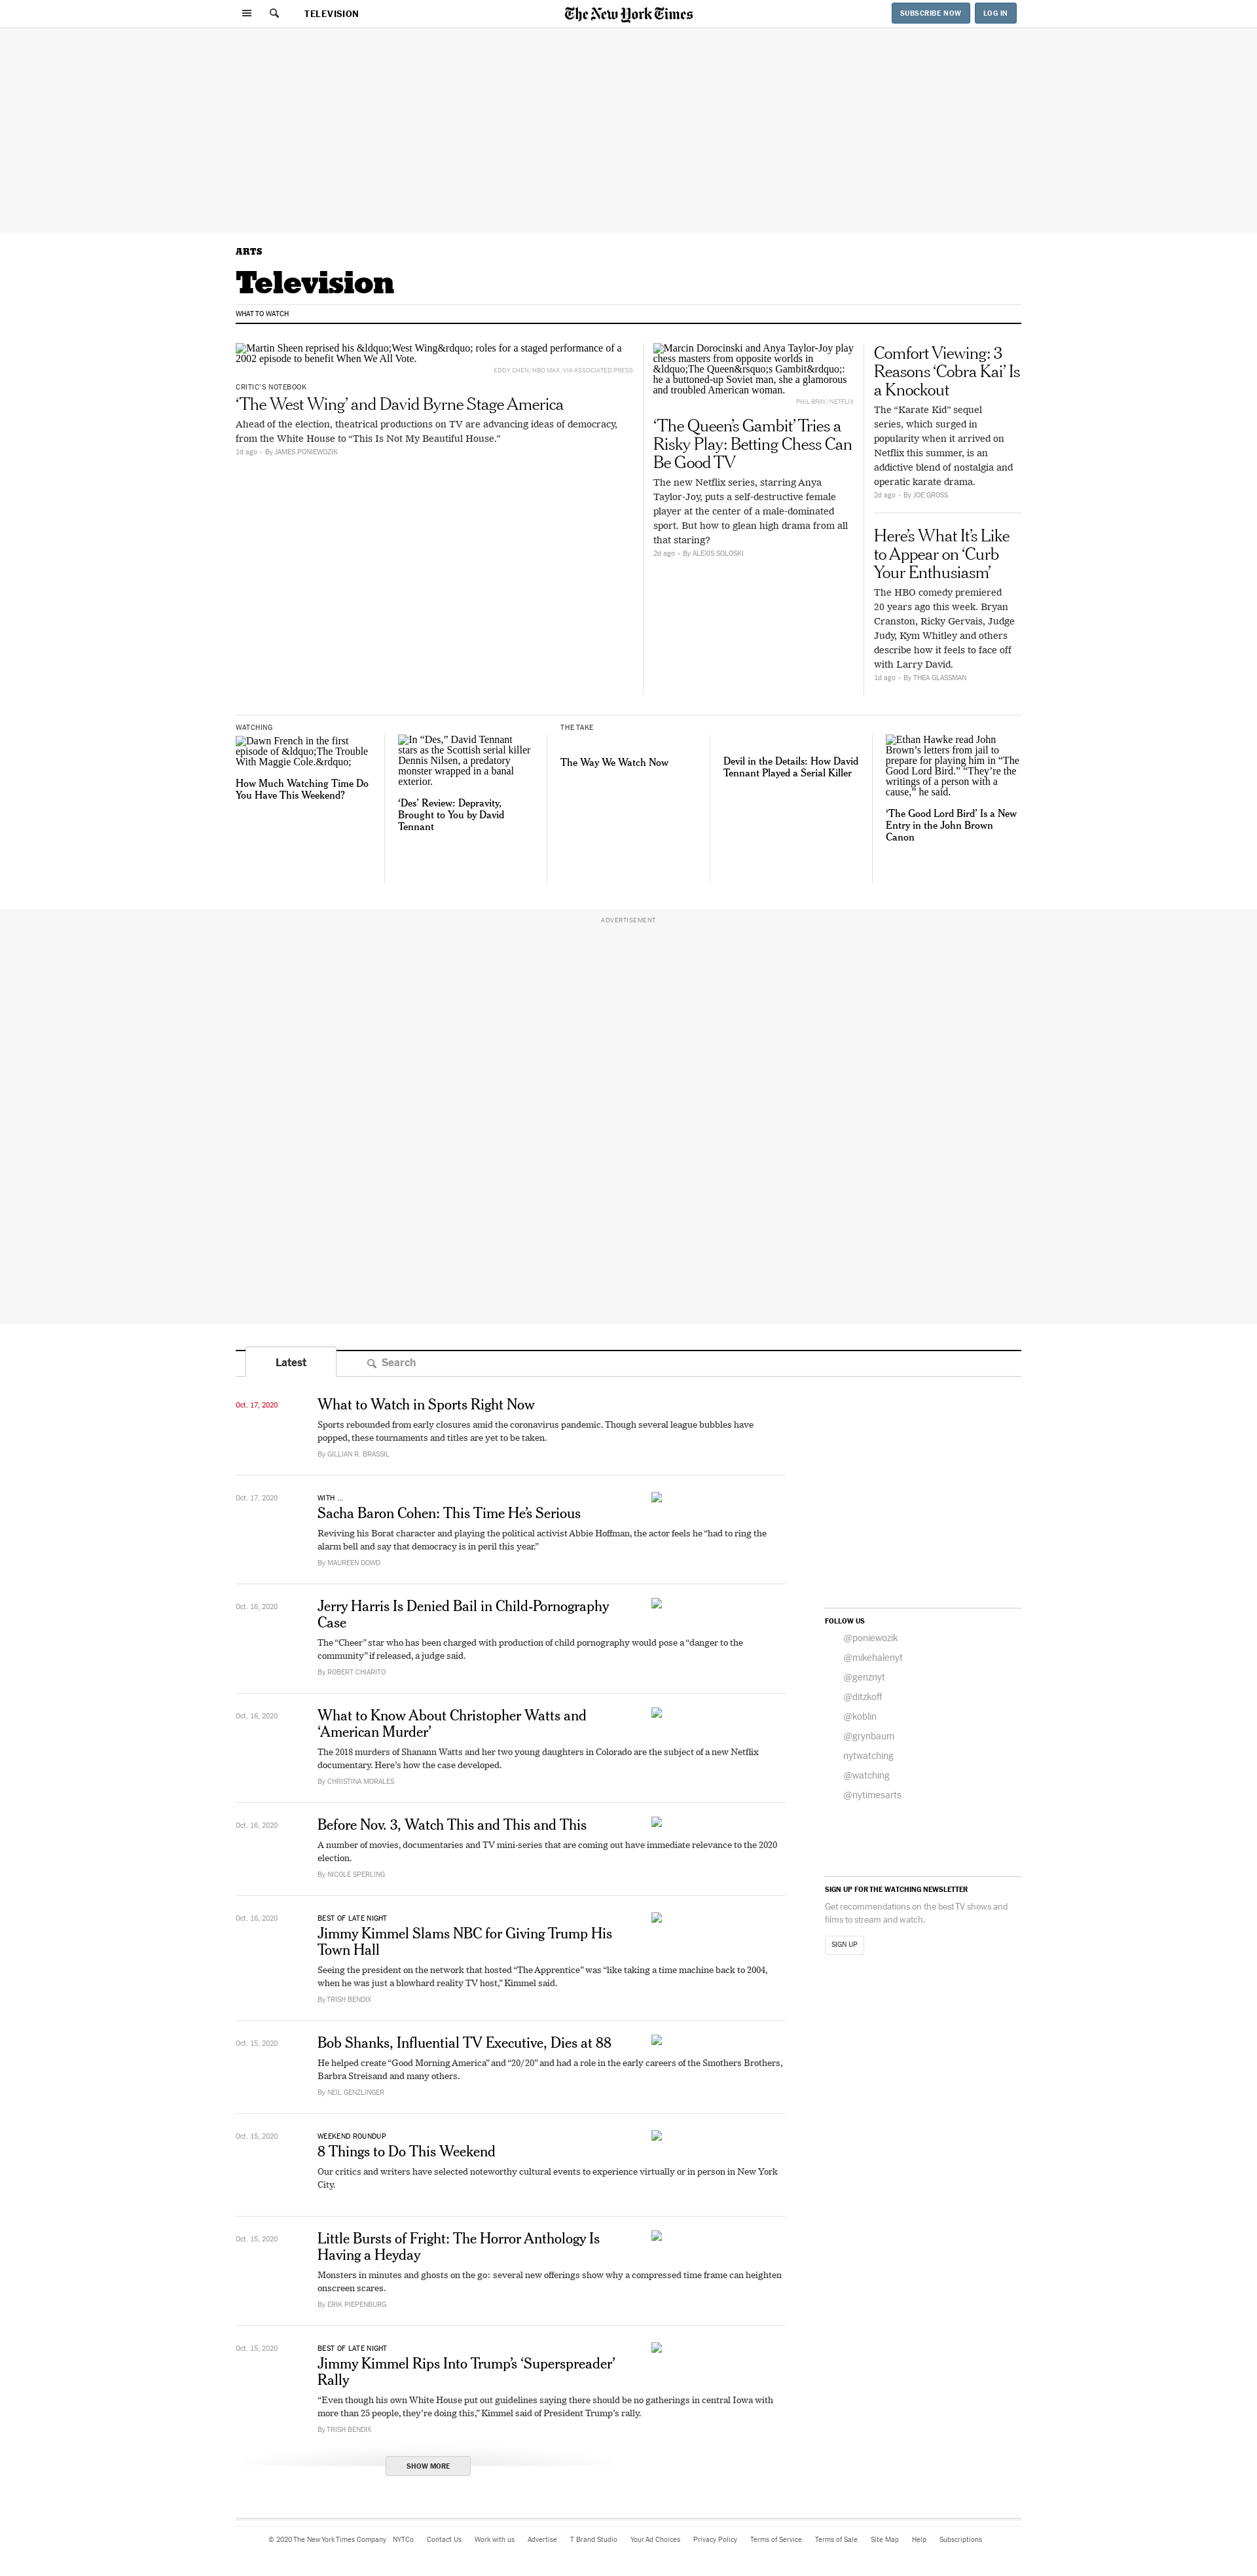 TELEVISION
The New York Times
SUBSCRIBE NOW
LOG IN
ARTS
Television
WHAT TO WATCH
Martin Sheen reprised his &ldquo;West Wing&rdquo; roles for a staged performance of a
2002 episode to benefit When We All Vote.
EDDY CHEN/HBO MAX, VIA ASSOCIATED PRESS
CRITIC'S NOTEBOOK
‘The West Wing’ and David Byrne Stage America
Ahead of the election, theatrical productions on TV are advancing ideas of democracy,
from the White House to “This Is Not My Beautiful House.”
1d ago - By JAMES PONIEWOZIK
Marcin Dorocinski and Anya Taylor-Joy play
chess masters from opposite worlds in
&ldquo;The Queen&rsquo;s Gambit&rdquo;:
he a buttoned-up Soviet man, she a glamorous
and troubled American woman.
PHIL BRAY/NETFLIX
‘The Queen’s Gambit’ Tries a
Risky Play: Betting Chess Can
Be Good TV
The new Netflix series, starring Anya
Taylor-Joy, puts a self-destructive female
player at the center of a male-dominated
sport. But how to glean high drama from all
that staring?
2d ago - By ALEXIS SOLOSKI
Comfort Viewing: 3
Reasons ‘Cobra Kai’ Is
a Knockout
The “Karate Kid” sequel
series, which surged in
popularity when it arrived on
Netflix this summer, is an
addictive blend of nostalgia and
operatic karate drama.
2d ago - By JOE GROSS
Here’s What It’s Like
to Appear on ‘Curb
Your Enthusiasm’
The HBO comedy premiered
20 years ago this week. Bryan
Cranston, Ricky Gervais, Judge
Judy, Kym Whitley and others
describe how it feels to face off
with Larry David.
1d ago - By THEA GLASSMAN
WATCHING
Dawn French in the first
episode of &ldquo;The Trouble
With Maggie Cole.&rdquo;
How Much Watching Time Do
You Have This Weekend?
In “Des,” David Tennant
stars as the Scottish serial killer
Dennis Nilsen, a predatory
monster wrapped in a banal
exterior.
‘Des’ Review: Depravity,
Brought to You by David
Tennant
THE TAKE
The Way We Watch Now
Devil in the Details: How David
Tennant Played a Serial Killer
Ethan Hawke read John
Brown’s letters from jail to
prepare for playing him in “The
Good Lord Bird.” “They’re the
writings of a person with a
cause,” he said.
‘The Good Lord Bird’ Is a New
Entry in the John Brown
Canon
ADVERTISEMENT
Latest
Search
Oct. 17, 2020
What to Watch in Sports Right Now
Sports rebounded from early closures amid the coronavirus pandemic. Though several league bubbles have
popped, these tournaments and titles are yet to be taken.
By GILLIAN R. BRASSIL
Oct. 17, 2020
WITH ...
Sacha Baron Cohen: This Time He’s Serious
Reviving his Borat character and playing the political activist Abbie Hoffman, the actor feels he “had to ring the
alarm bell and say that democracy is in peril this year.”
By MAUREEN DOWD
Oct. 16, 2020
Jerry Harris Is Denied Bail in Child-Pornography
Case
The “Cheer” star who has been charged with production of child pornography would pose a “danger to the
community” if released, a judge said.
By ROBERT CHIARITO
Oct. 16, 2020
What to Know About Christopher Watts and
‘American Murder’
The 2018 murders of Shanann Watts and her two young daughters in Colorado are the subject of a new Netflix
documentary. Here’s how the case developed.
By CHRISTINA MORALES
Oct. 16, 2020
Before Nov. 3, Watch This and This and This
A number of movies, documentaries and TV mini-series that are coming out have immediate relevance to the 2020
election.
By NICOLE SPERLING
Oct. 16, 2020
BEST OF LATE NIGHT
Jimmy Kimmel Slams NBC for Giving Trump His
Town Hall
Seeing the president on the network that hosted “The Apprentice” was “like taking a time machine back to 2004,
when he was just a blowhard reality TV host,” Kimmel said.
By TRISH BENDIX
Oct. 15, 2020
Bob Shanks, Influential TV Executive, Dies at 88
He helped create “Good Morning America” and “20/20” and had a role in the early careers of the Smothers Brothers,
Barbra Streisand and many others.
By NEIL GENZLINGER
Oct. 15, 2020
WEEKEND ROUNDUP
8 Things to Do This Weekend
Our critics and writers have selected noteworthy cultural events to experience virtually or in person in New York
City.
Oct. 15, 2020
Little Bursts of Fright: The Horror Anthology Is
Having a Heyday
Monsters in minutes and ghosts on the go: several new offerings show why a compressed time frame can heighten
onscreen scares.
By ERIK PIEPENBURG
Oct. 15, 2020
BEST OF LATE NIGHT
Jimmy Kimmel Rips Into Trump’s ‘Superspreader’
Rally
“Even though his own White House put out guidelines saying there should be no gatherings in central Iowa with
more than 25 people, they’re doing this,” Kimmel said of President Trump’s rally.
By TRISH BENDIX
SHOW MORE
FOLLOW US
@poniewozik
@mikehalenyt
@genznyt
@ditzkoff
@koblin
@grynbaum
nytwatching
@watching
@nytimesarts
SIGN UP FOR THE WATCHING NEWSLETTER
Get recommendations on the best TV shows and
films to stream and watch.
SIGN UP
© 2020 The New York Times Company NYTCo Contact Us Work with us Advertise T Brand Studio Your Ad Choices Privacy Policy Terms of Service Terms of Sale Site Map Help Subscriptions